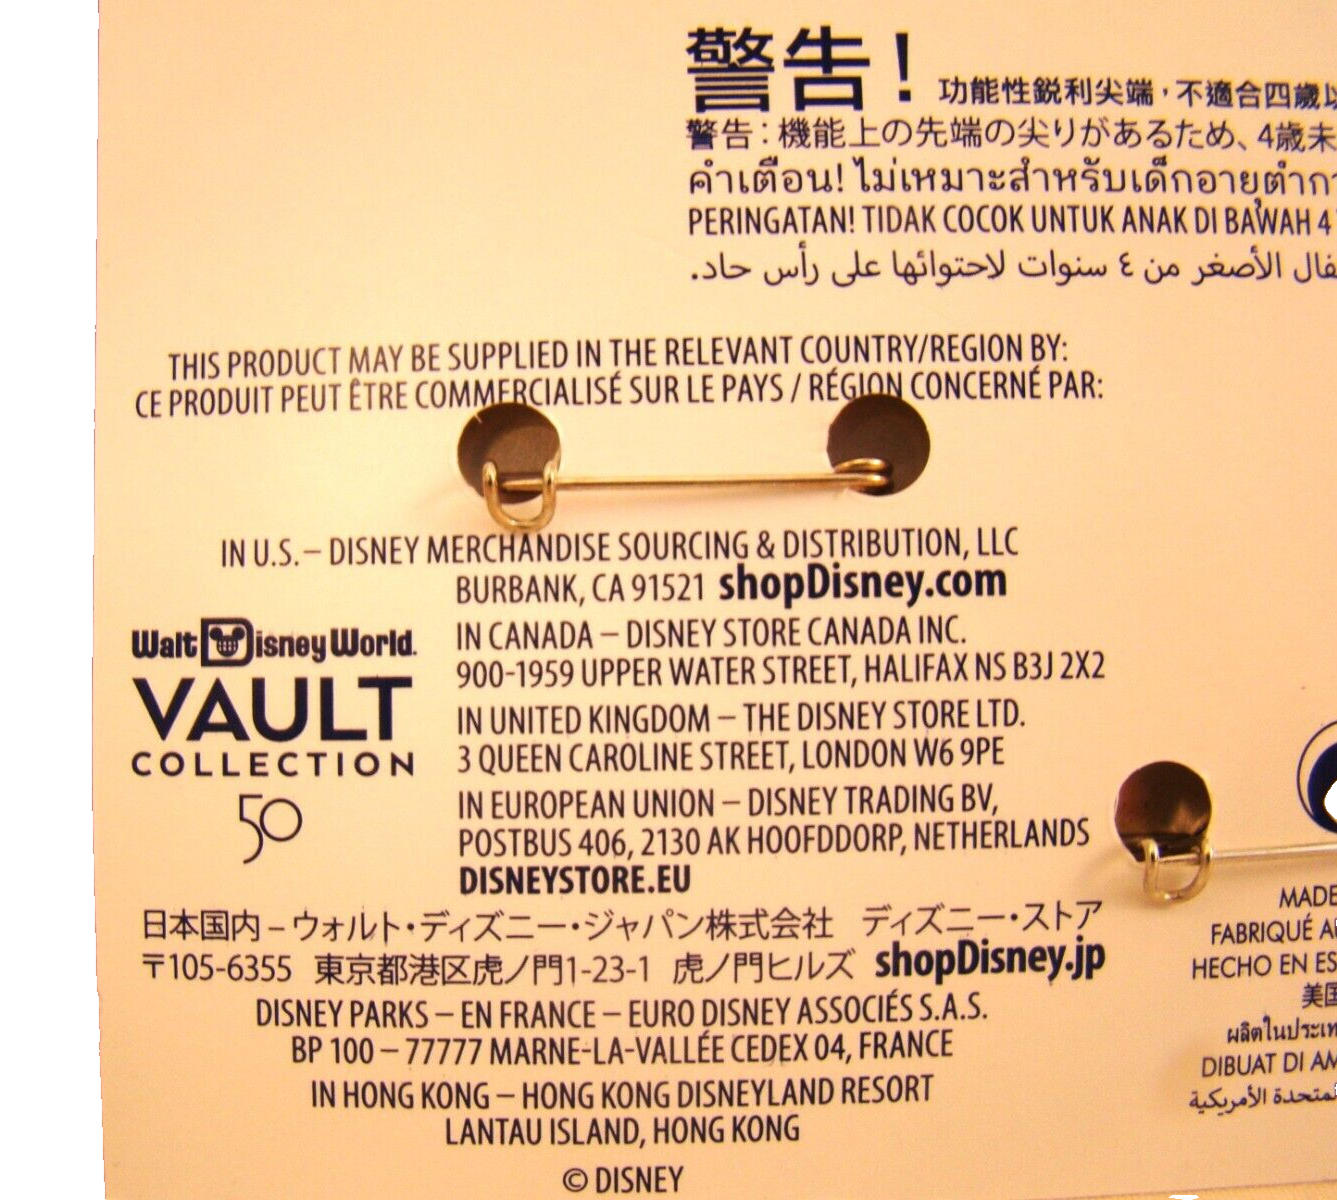 警告！ 功能性鋭利尖端，不適合四歲以
警告：機能上の先端の尖りがあるため、4歳未
คำเตือน! ไม่เหมาะสำหรับเด็กอายุต่ำกว่า
PERINGATAN! TIDAK COCOK UNTUK ANAK DI BAWAH 4
الأصغر من ٤ سنوات لاحتوائها على رأس حاد.
THIS PRODUCT MAY BE SUPPLIED IN THE RELEVANT COUNTRY/REGION BY:
CE PRODUIT PEUT ÊTRE COMMERCIALISÉ SUR LE PAYS / RÉGION CONCERNÉ PAR:
IN U.S. – DISNEY MERCHANDISE SOURCING & DISTRIBUTION, LLC
BURBANK, CA 91521 shopDisney.com
Walt Disney World
VAULT
COLLECTION
50
IN CANADA – DISNEY STORE CANADA INC.
900-1959 UPPER WATER STREET, HALIFAX NS B3J 2X2
IN UNITED KINGDOM – THE DISNEY STORE LTD.
3 QUEEN CAROLINE STREET, LONDON W6 9PE
IN EUROPEAN UNION – DISNEY TRADING BV,
POSTBUS 406, 2130 AK HOOFDDORP, NETHERLANDS
DISNEYSTORE.EU
日本国内 – ウォルト・ディズニー・ジャパン株式会社 ディズニー・ストア
〒105-6355 東京都港区虎ノ門1-23-1 虎ノ門ヒルズ shopDisney.jp
DISNEY PARKS – EN FRANCE – EURO DISNEY ASSOCIÉS S.A.S.
BP 100 – 77777 MARNE-LA-VALLÉE CEDEX 04, FRANCE
IN HONG KONG – HONG KONG DISNEYLAND RESORT
LANTAU ISLAND, HONG KONG
© DISNEY
MADE
FABRIQUÉ
HECHO EN
美国
ผลิตในประเท
DIBUAT DI AM
المتحدة الأمريكية